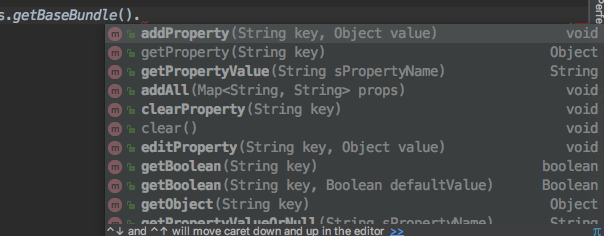 s.getBaseBundle().
m addProperty(String key, Object value) void
m getProperty(String key) Object
m getPropertyValue(String sPropertyName) String
m addAll(Map<String, String> props) void
m clearProperty(String key) void
m clear() void
m editProperty(String key, Object value) void
m getBoolean(String key) boolean
m getBoolean(String key, Boolean defaultValue) Boolean
m getObject(String key) Object
m getPropertyValueOrNull(String sPropertyName) String
^↓ and ^↑ will move caret down and up in the editor >> π
Perfe